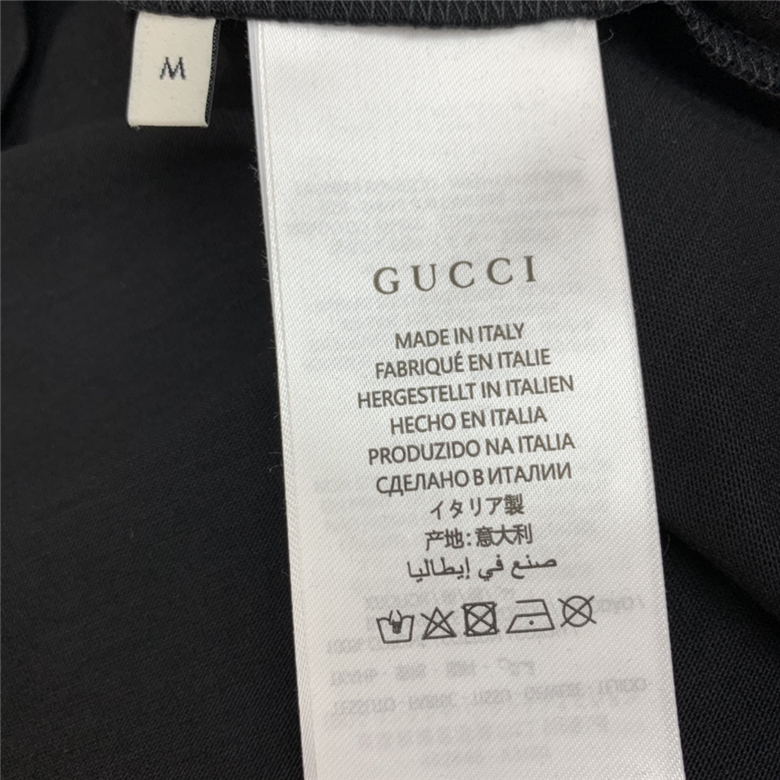 M
GUCCI
MADE IN ITALY
FABRIQUÉ EN ITALIE
HERGESTELLT IN ITALIEN
HECHO EN ITALIA
PRODUZIDO NA ITALIA
СДЕЛАНО В ИТАЛИИ
イタリア製
产地：意大利
صنع في إيطاليا